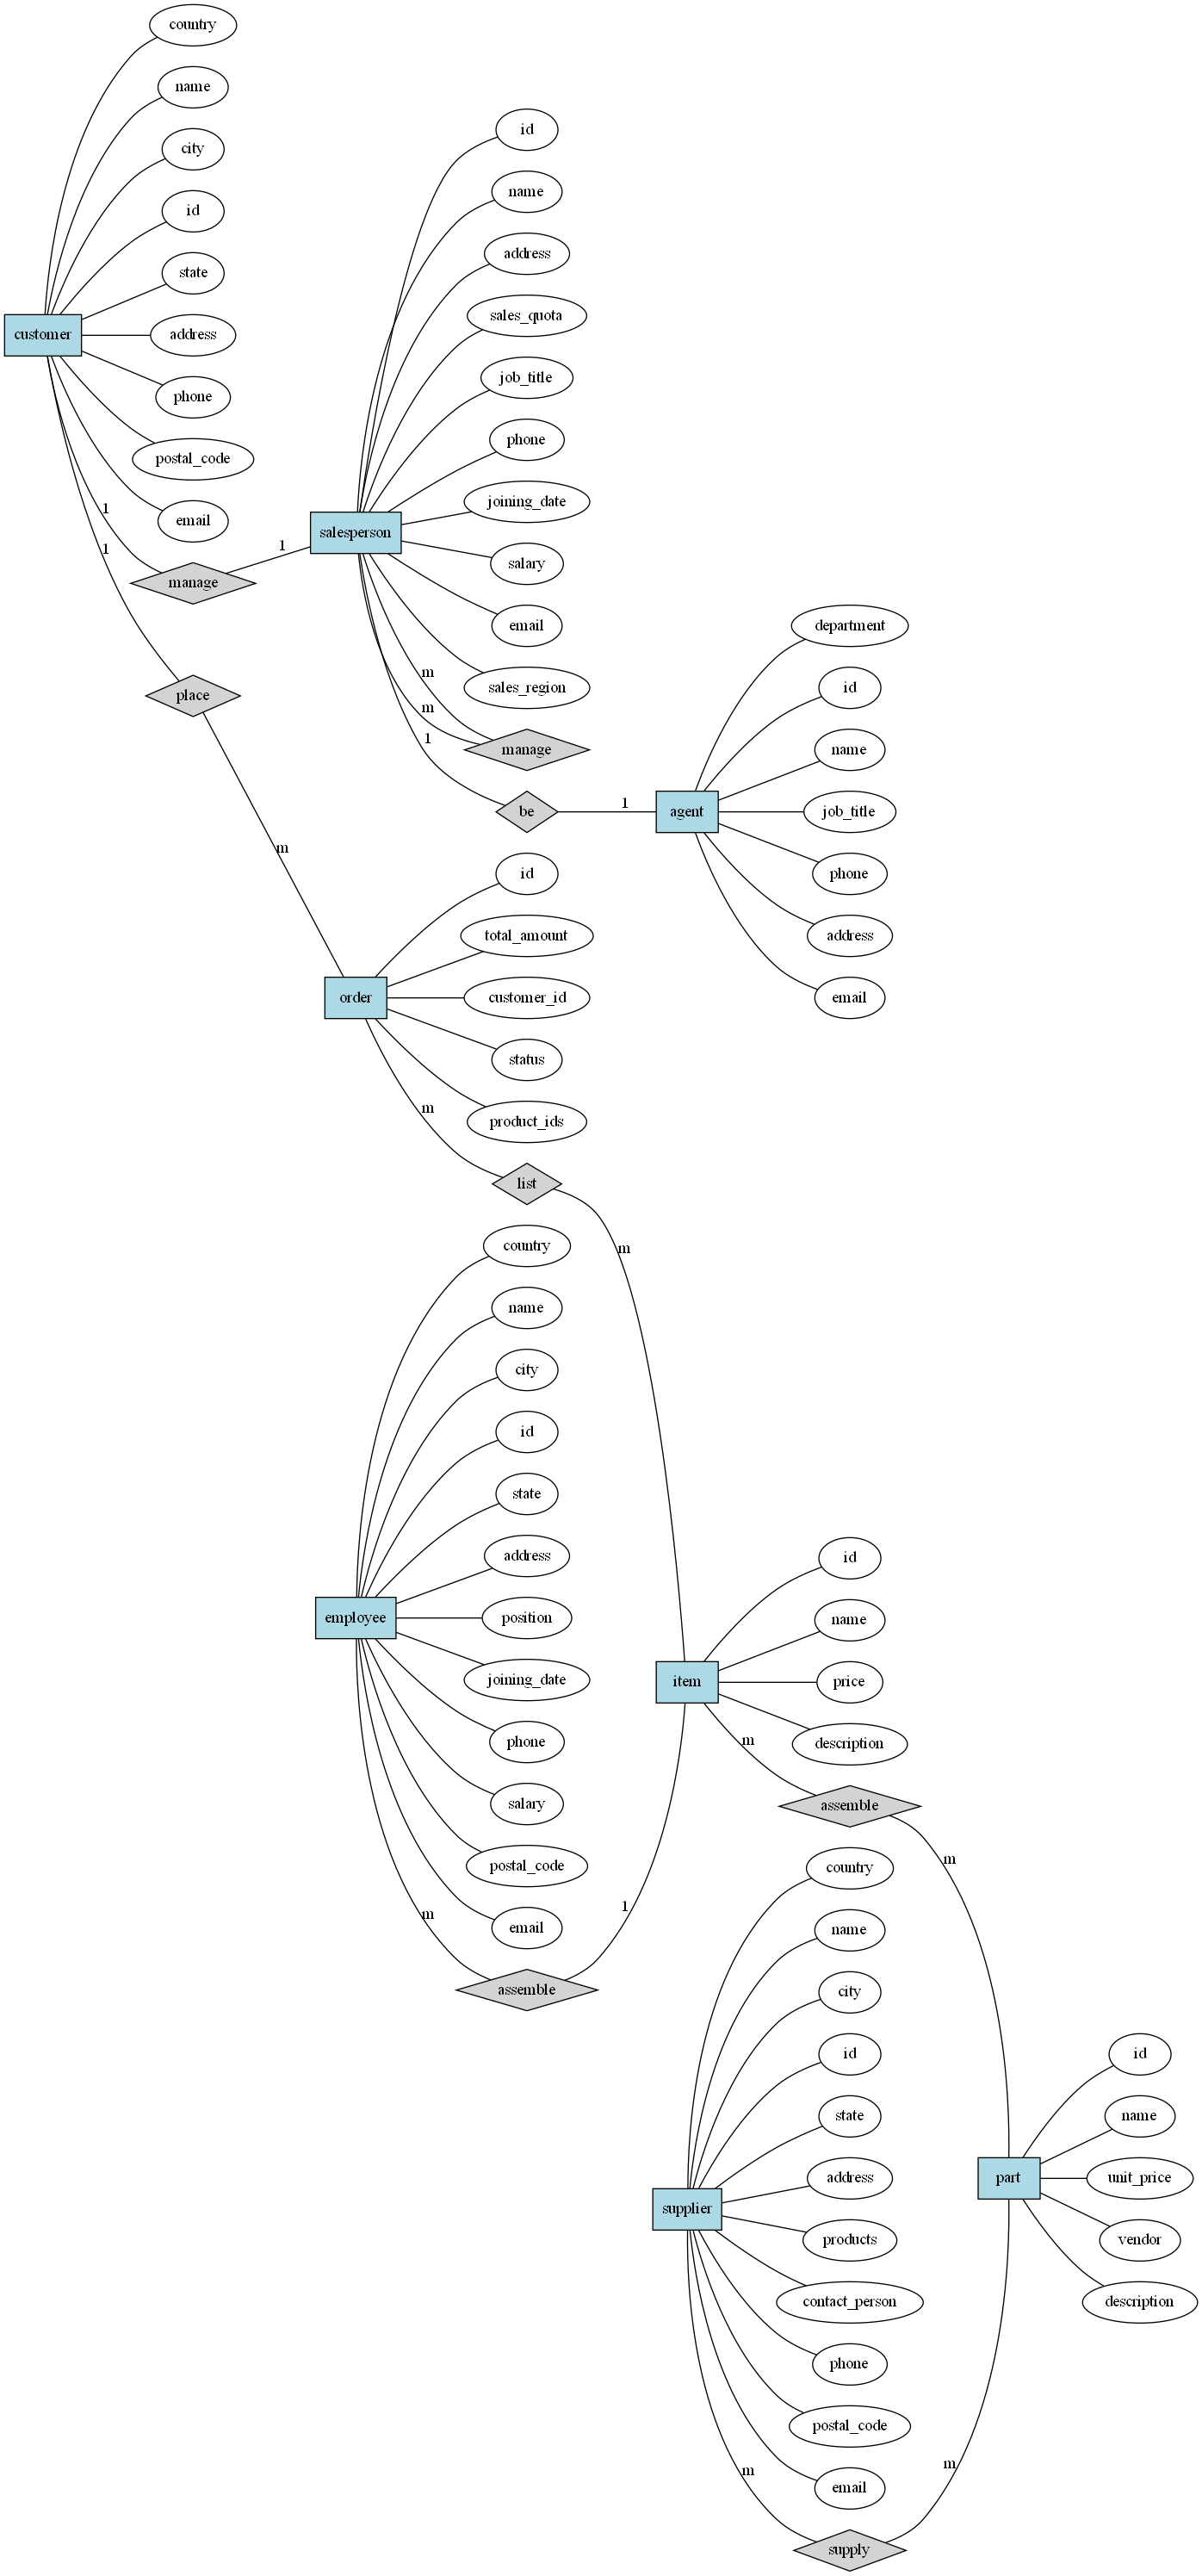 country
name
city
id
state
customer
address
phone
postal_code
email
1
1
manage
place
m
id
name
address
sales_quota
job_title
phone
joining_date
salesperson
1
salary
email
sales_region
m
m
manage
1
be
1
department
id
name
agent
job_title
phone
address
email
id
total_amount
order
customer_id
status
product_ids
m
list
m
country
name
city
id
state
address
employee
position
joining_date
phone
salary
postal_code
email
m
assemble
1
id
name
item
price
description
m
assemble
m
country
name
city
id
state
address
supplier
products
contact_person
phone
postal_code
email
m
supply
m
id
name
part
unit_price
vendor
description